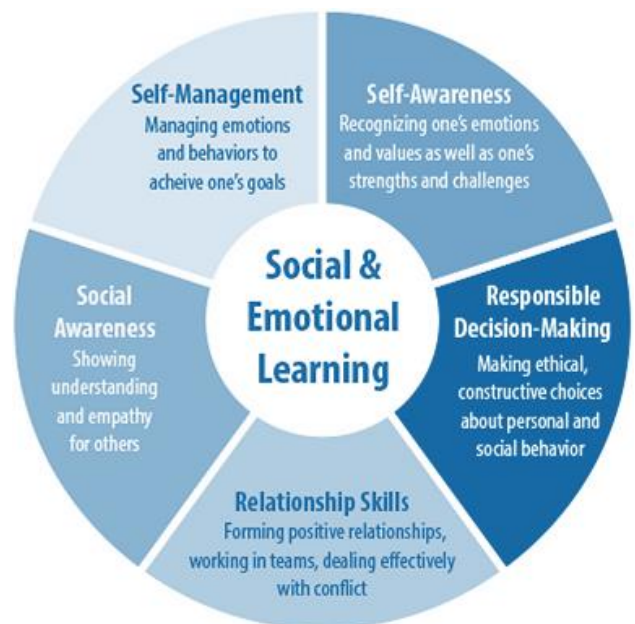 Self-Management
Managing emotions
and behaviors to
acheive one's goals
Self-Awareness
Recognizing one's emotions
and values as well as one's
strengths and challenges
Social &
Emotional
Learning
Social
Awareness
Showing
understanding
and empathy
for others
Responsible
Decision-Making
Making ethical,
constructive choices
about personal and
social behavior
Relationship Skills
Forming positive relationships,
working in teams, dealing effectively
with conflict